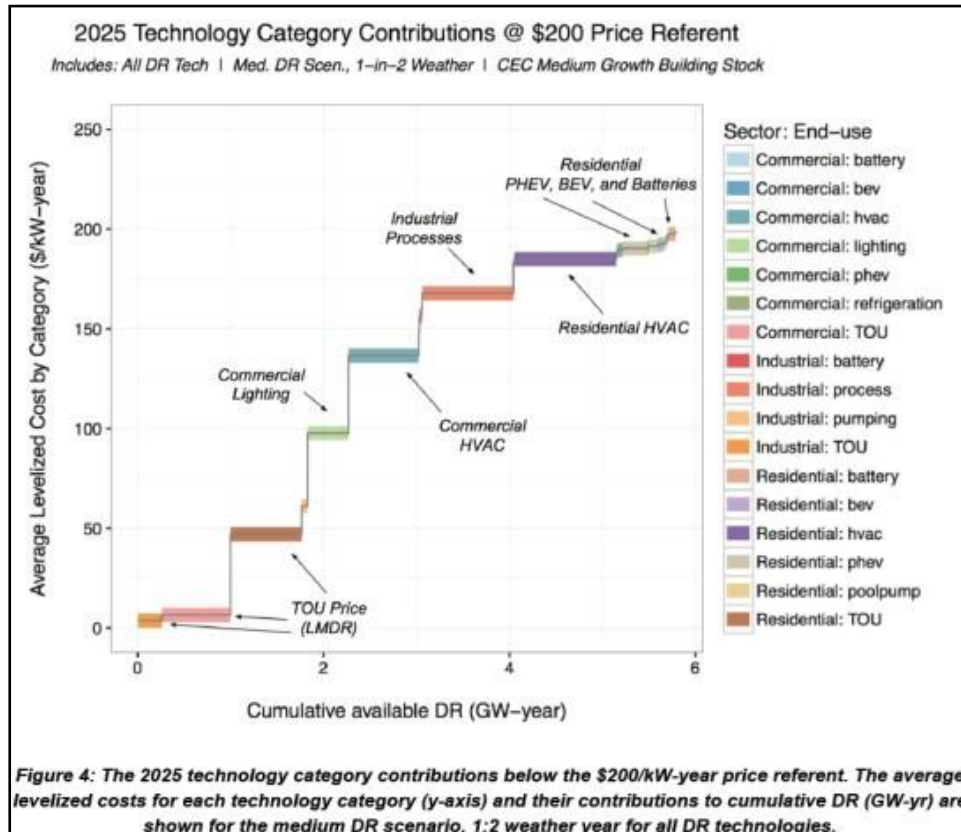 2025 Technology Category Contributions @ $200 Price Referent
Includes: All DR Tech | Med. DR Scen., 1–in–2 Weather | CEC Medium Growth Building Stock
250
200
150
100
50
0
Average Levelized Cost by Category ($/kW–year)
Residential
PHEV, BEV, and Batteries
Industrial
Processes
Residential HVAC
Commercial
Lighting
Commercial
HVAC
TOU Price
(LMDR)
0
2
4
6
Cumulative available DR (GW–year)
Sector: End–use
Commercial: battery
Commercial: bev
Commercial: hvac
Commercial: lighting
Commercial: phev
Commercial: refrigeration
Commercial: TOU
Industrial: battery
Industrial: process
Industrial: pumping
Industrial: TOU
Residential: battery
Residential: bev
Residential: hvac
Residential: phev
Residential: poolpump
Residential: TOU
Figure 4: The 2025 technology category contributions below the $200/kW-year price referent. The average
levelized costs for each technology category (y-axis) and their contributions to cumulative DR (GW-yr) are
shown for the medium DR scenario, 1:2 weather year for all DR technologies.